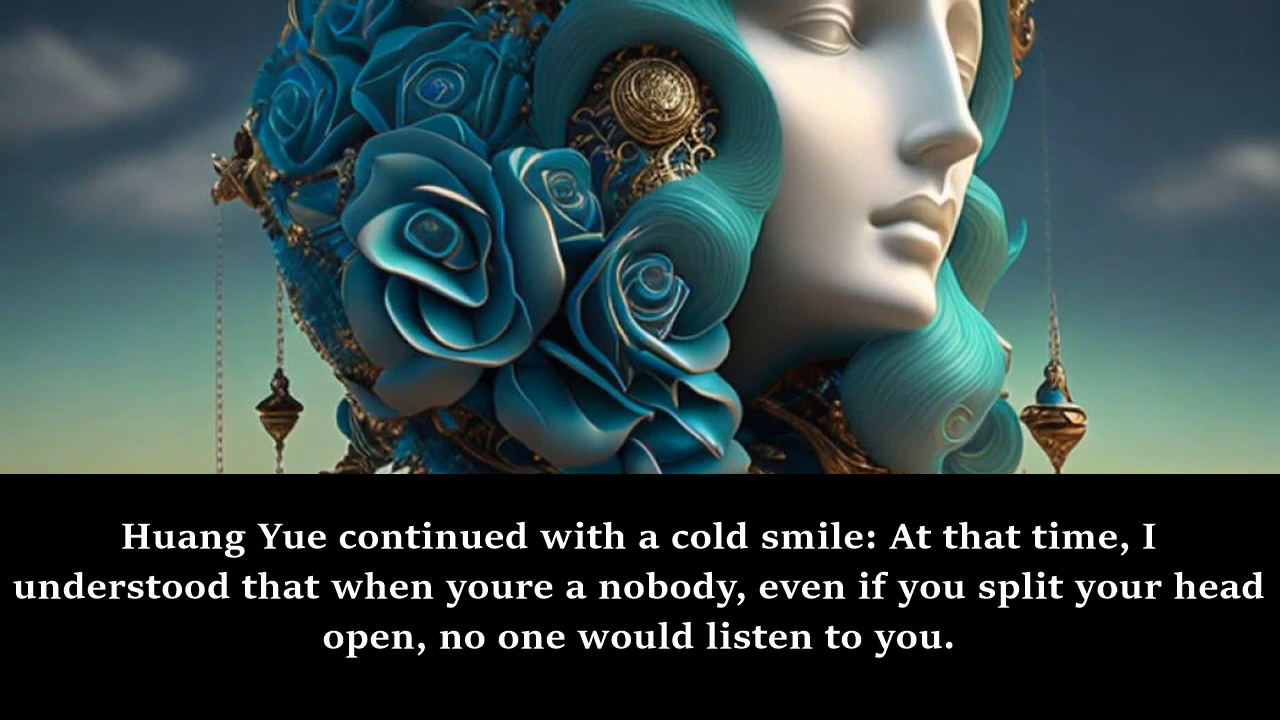 Huang Yue continued with a cold smile: At that time, I
understood that when youre a nobody, even if you split your head
open, no one would listen to you.